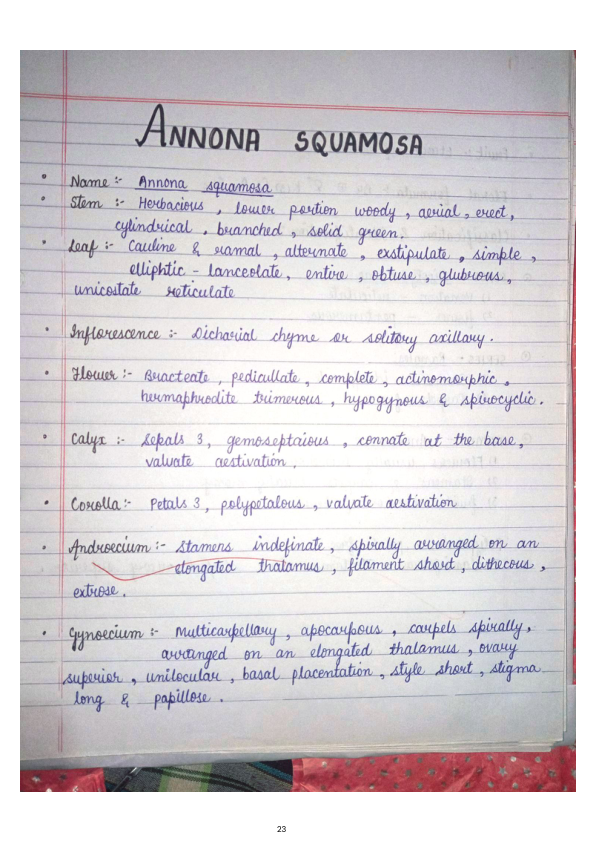 ANNONA SQUAMOSA
• Name :- Annona squamosa
• Stem :- Herbacious , lower portion woody , aerial , erect ,
cylindrical , branched , solid green .
• Leaf :- Cauline & ramal , alternate , exstipulate , simple ,
elliptic - lanceolate , entire , obtuse , glubrous ,
unicostate reticulate
• Inflorescence :- Dicharial chyme or solitory axillary .
• Flower :- Bracteate , pedicullate , complete , actinomorphic ,
hermaphrodite trimerous , hypogynous & spirocyclic .
• Calyx :- Sepals 3 , gemoseptaious , connate at the base ,
valvate aestivation .
• Corolla :- Petals 3 , polypetalous , valvate aestivation
• Androecium :- Stamens indefinate , spirally arranged on an
elongated thalamus , filament short , dithecous ,
extrose .
• Gynoecium :- Multicarpellary , apocarpous , carpels spirally ,
arranged on an elongated thalamus , ovary
superior , unilocular , basal placentation , style short , stigma
long & papillose .
23